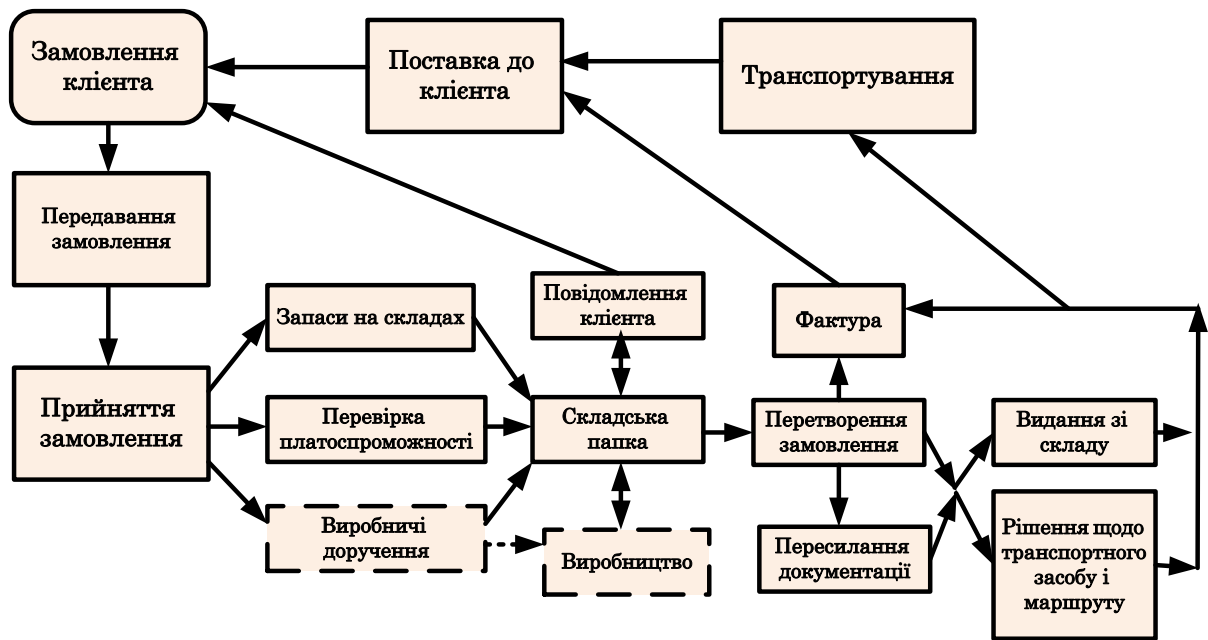 Замовлення
клієнта
Поставка до
клієнта
Транспортування
Передавання
замовлення
Запаси на складах
Повідомлення
клієнта
Фактура
Прийняття
замовлення
Перевірка
платоспроможності
Складська
папка
Перетворення
замовлення
Видання зі
складу
Виробничі
доручення
Виробництво
Пересилання
документації
Рішення щодо
транспортного
засобу і
маршруту